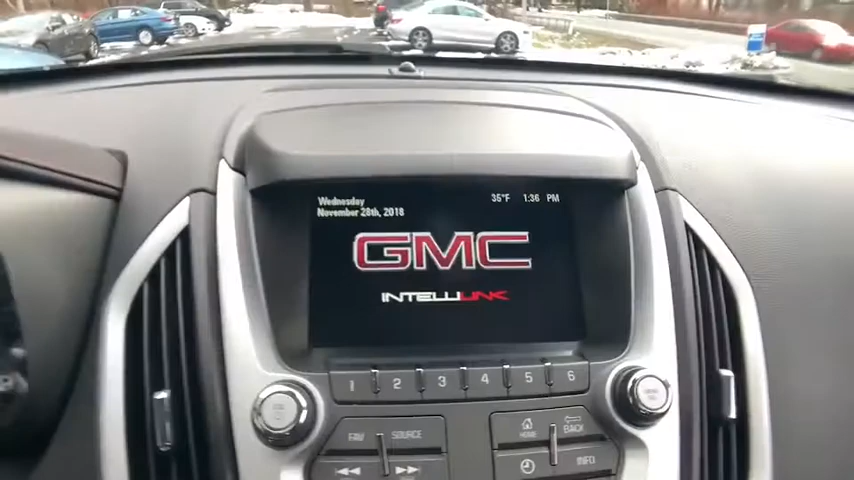 Wednesday
November 28th, 2018
35°F 1:36 PM
GMC
INTELLILINK
1 2 3 4 5 6
FAV SOURCE
HOME BACK
INFO